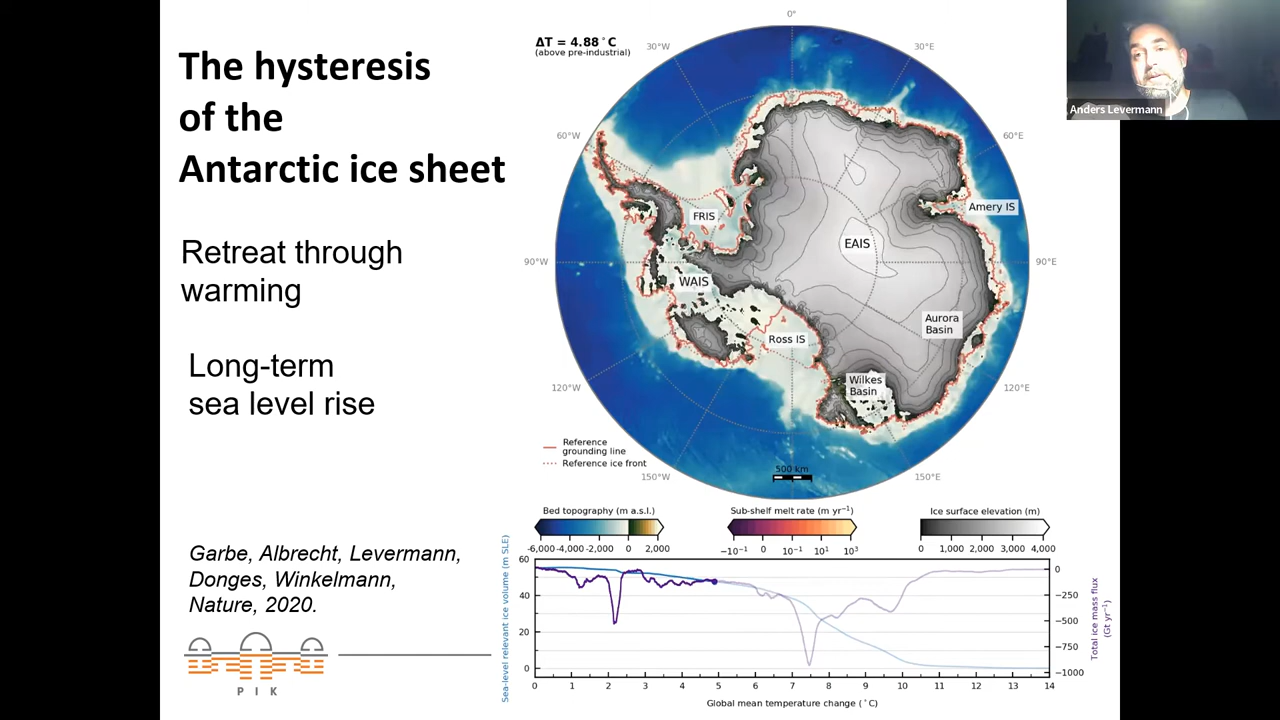 The hysteresis
of the
Antarctic ice sheet
Retreat through
warming
Long-term
sea level rise
Garbe, Albrecht, Levermann,
Donges, Winkelmann,
Nature, 2020.
P I K
ΔT = 4.88°C
(above pre-industrial)
0°
30°W
30°E
60°W
60°E
90°W
90°E
120°W
120°E
150°W
150°E
FRIS
Amery IS
EAIS
WAIS
Aurora
Basin
Ross IS
Wilkes
Basin
Reference
grounding line
Reference ice front
500 km
Bed topography (m a.s.l.)
-6,000 -4,000 -2,000 0 2,000
Sub-shelf melt rate (m yr⁻¹)
−10⁻¹ 0 10⁻¹ 10¹ 10³
Ice surface elevation (m)
0 1,000 2,000 3,000 4,000
Sea-level relevant ice volume (m SLE)
60
40
20
0
0
−250
−500
−750
−1000
Total ice mass flux
(Gt yr⁻¹)
0 1 2 3 4 5 6 7 8 9 10 11 12 13 14
Global mean temperature change (°C)
Anders Levermann